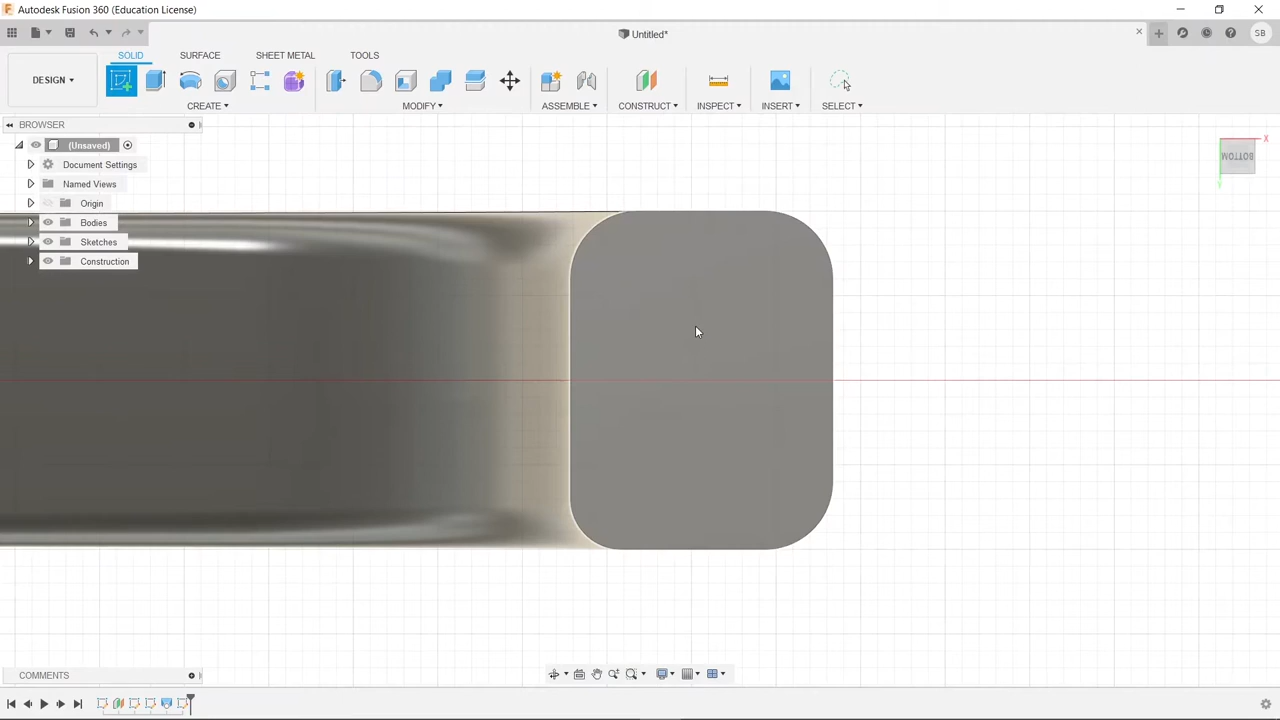 Autodesk Fusion 360 (Education License)
Untitled*
SB
DESIGN
SOLID
SURFACE
SHEET METAL
TOOLS
CREATE
MODIFY
ASSEMBLE
CONSTRUCT
INSPECT
INSERT
SELECT
BROWSER
(Unsaved)
Document Settings
Named Views
Origin
Bodies
Sketches
Construction
X
BOTTOM
Y
COMMENTS